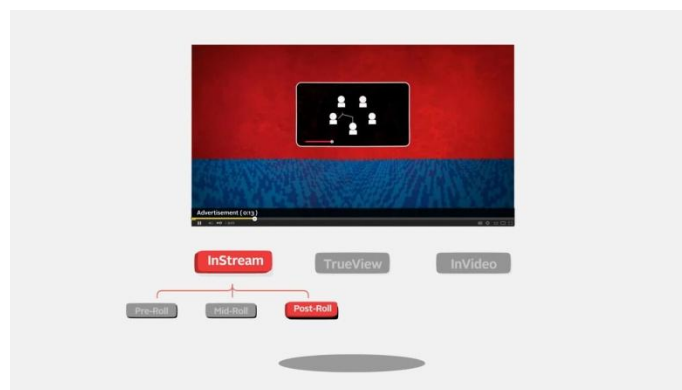 Advertisement ( 0:13 )
InStream
TrueView
InVideo
Pre-Roll
Mid-Roll
Post-Roll